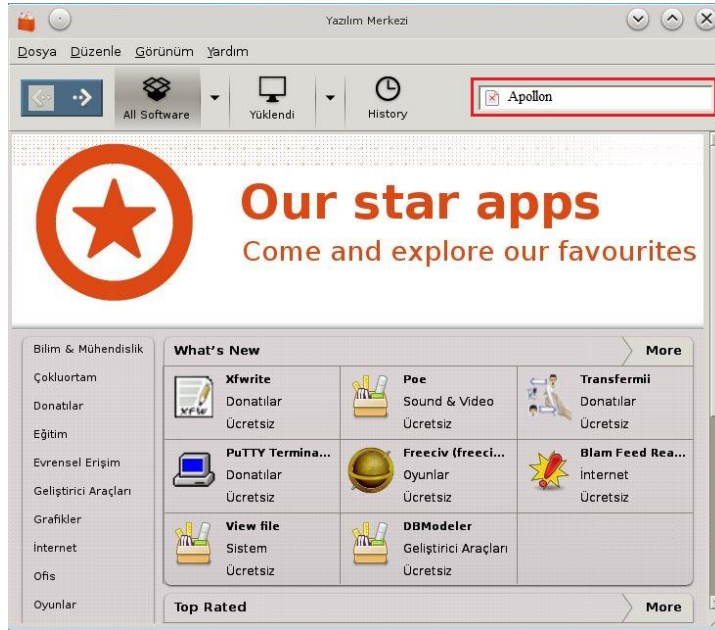 Yazılım Merkezi
Dosya Düzenle Görünüm Yardım
All Software
Yüklendi
History
Apollon
Our star apps
Come and explore our favourites
Bilim & Mühendislik
Çokluortam
Donatılar
Eğitim
Evrensel Erişim
Geliştirici Araçları
Grafikler
İnternet
Ofis
Oyunlar
What's New
More
Xfwrite
Donatılar
Ücretsiz
Poe
Sound & Video
Ücretsiz
Transfermii
Donatılar
Ücretsiz
XFW
PuTTY Termina...
Donatılar
Ücretsiz
Freeciv (freeci...
Oyunlar
Ücretsiz
Blam Feed Rea...
İnternet
Ücretsiz
View file
Sistem
Ücretsiz
DBModeler
Geliştirici Araçları
Ücretsiz
Top Rated
More